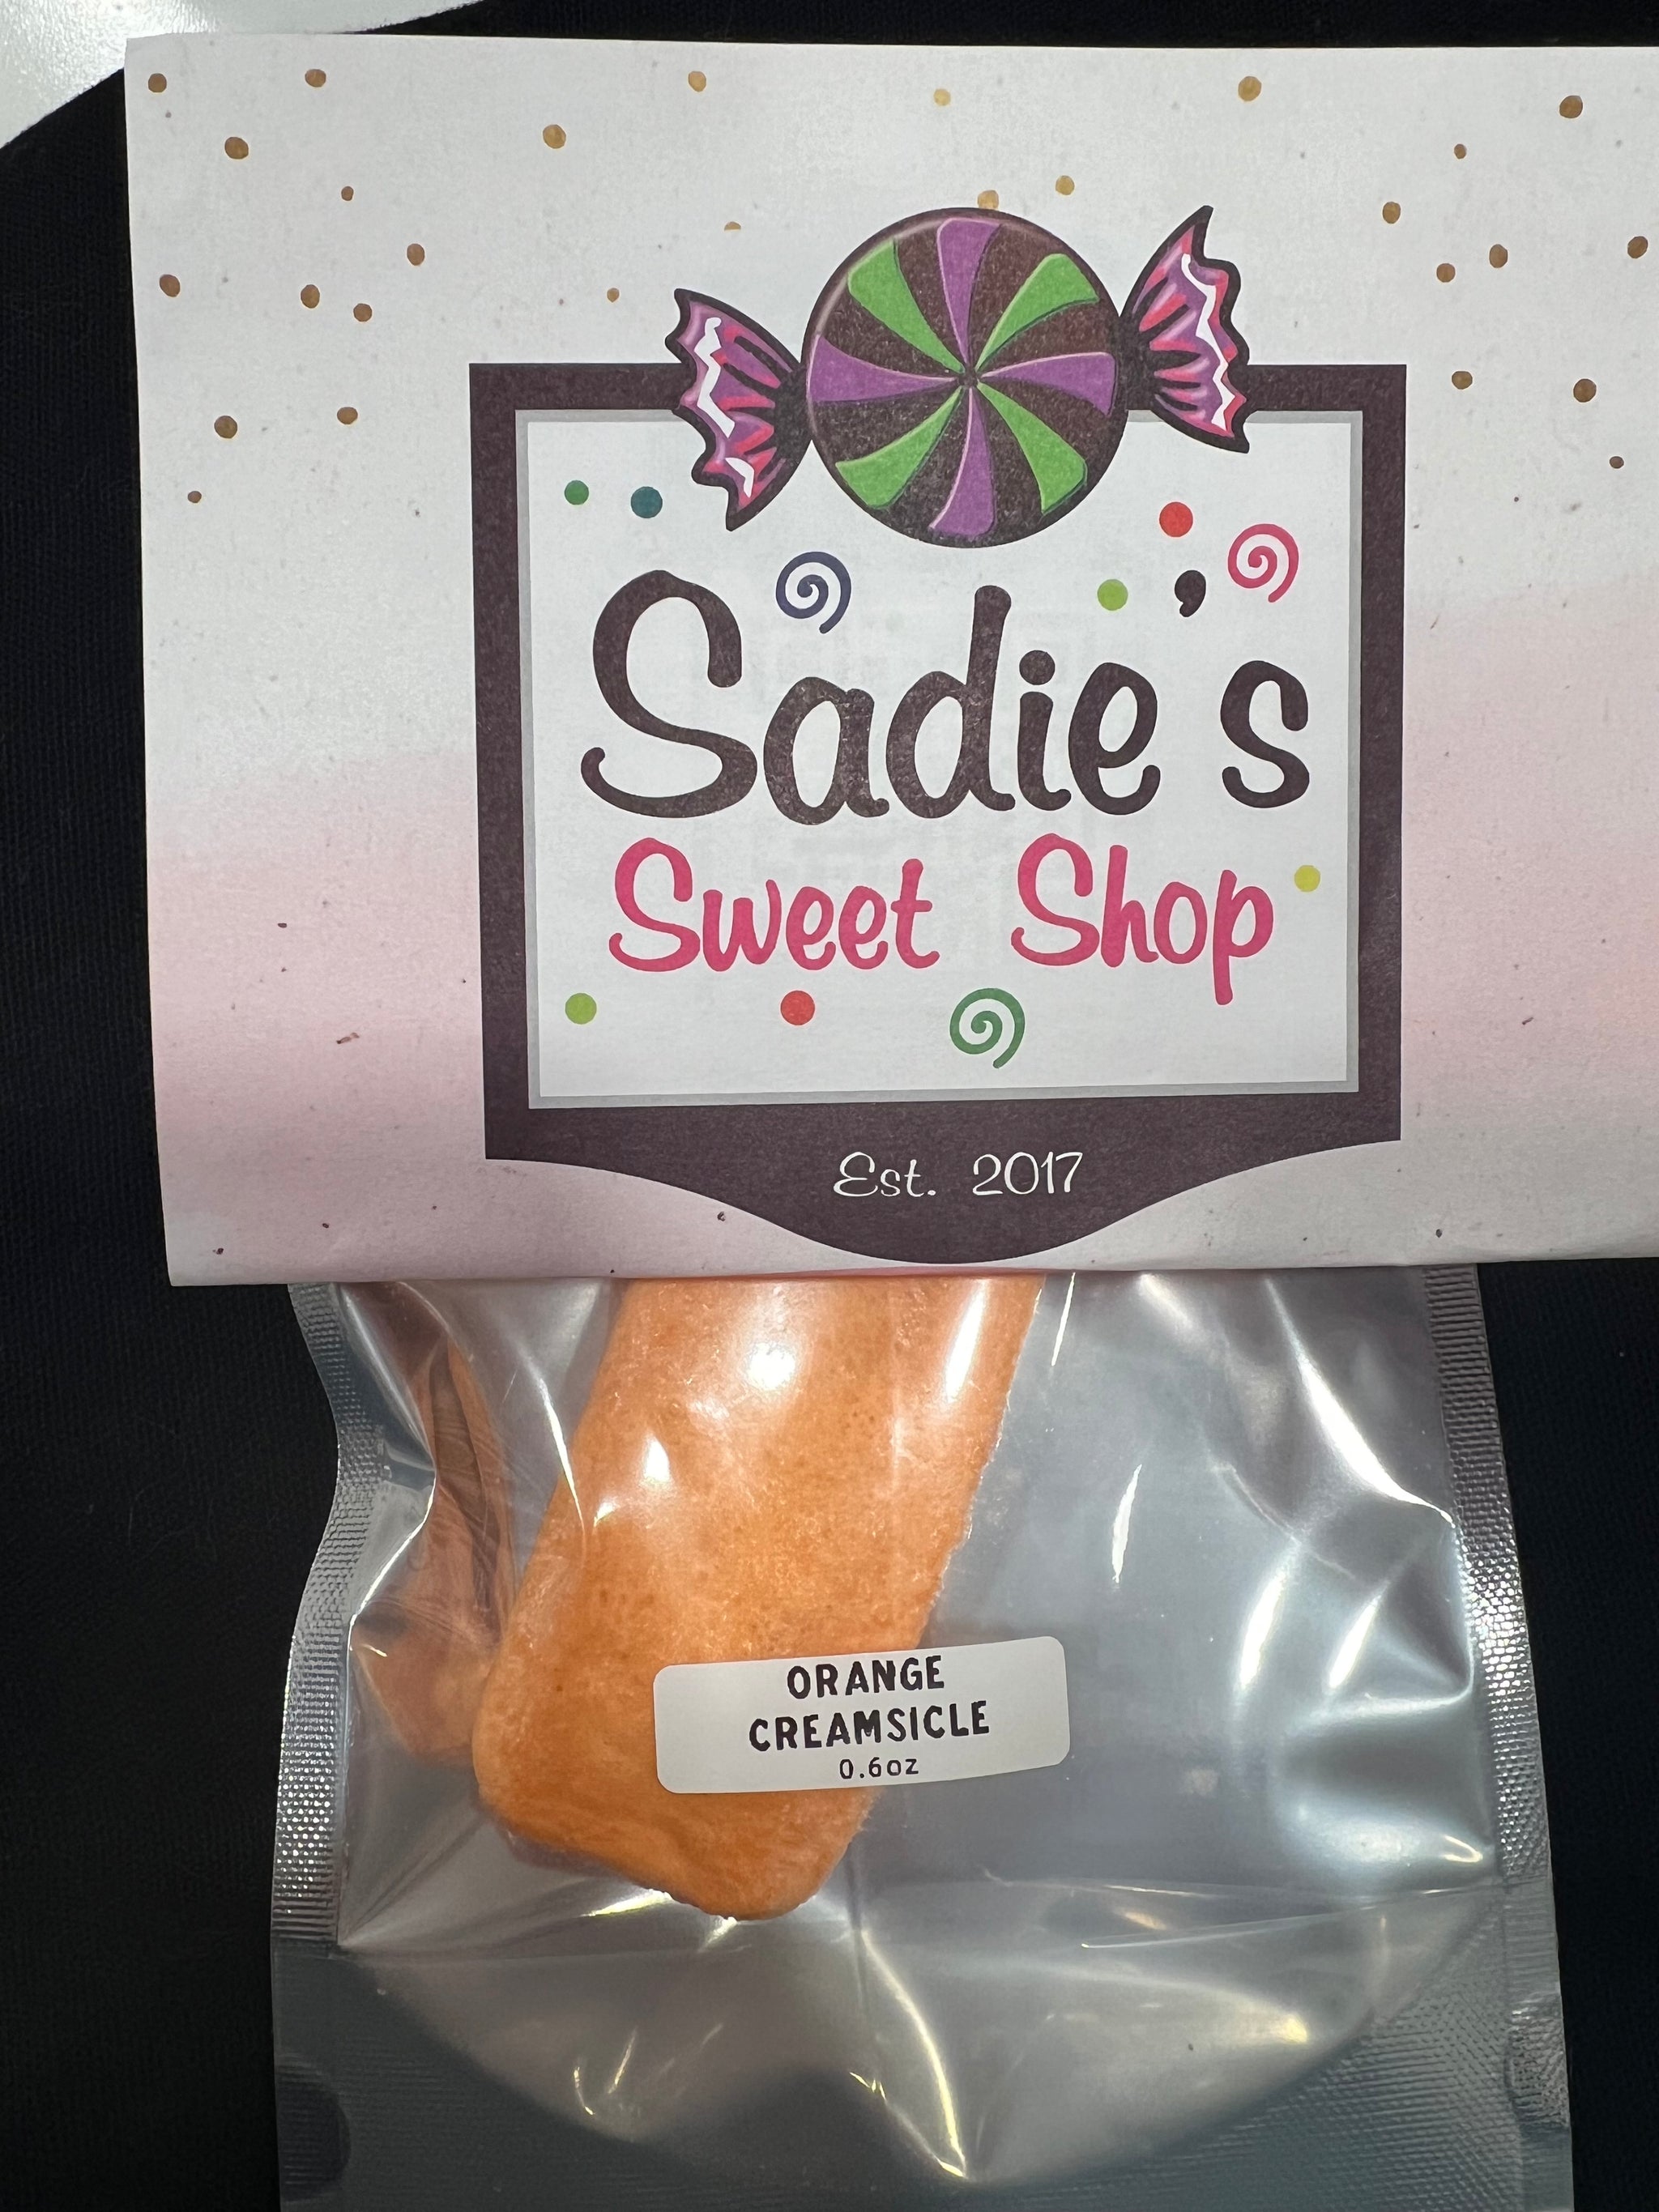 Sadie's
Sweet Shop
Est. 2017
ORANGE
CREAMSICLE
0.6oz